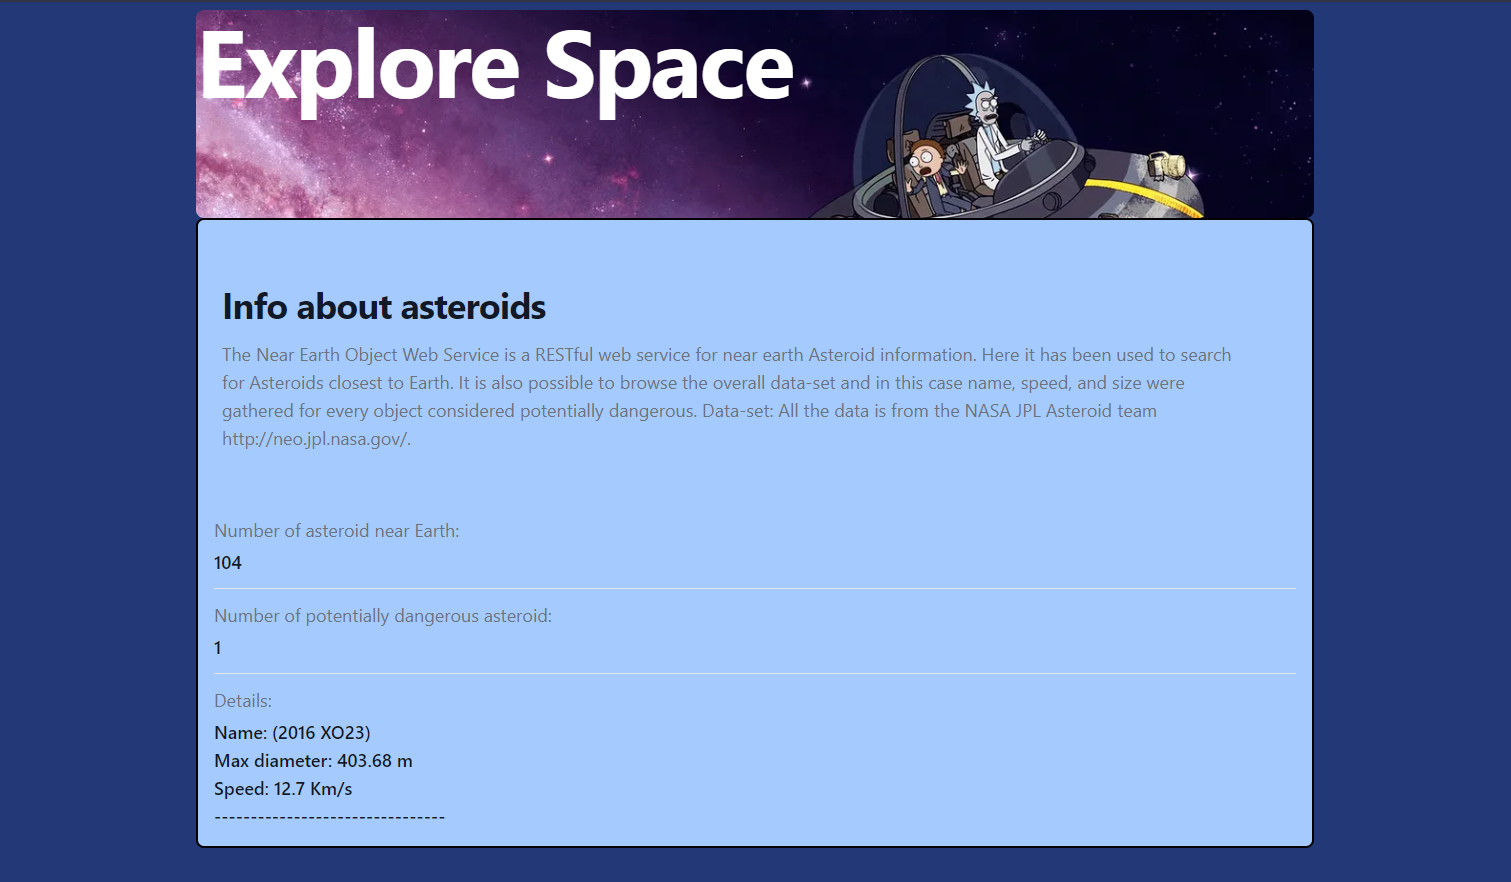 Explore Space
Info about asteroids
The Near Earth Object Web Service is a RESTful web service for near earth Asteroid information. Here it has been used to search
for Asteroids closest to Earth. It is also possible to browse the overall data-set and in this case name, speed, and size were
gathered for every object considered potentially dangerous. Data-set: All the data is from the NASA JPL Asteroid team
http://neo.jpl.nasa.gov/.
Number of asteroid near Earth:
104
Number of potentially dangerous asteroid:
1
Details:
Name: (2016 XO23)
Max diameter: 403.68 m
Speed: 12.7 Km/s
--------------------------------